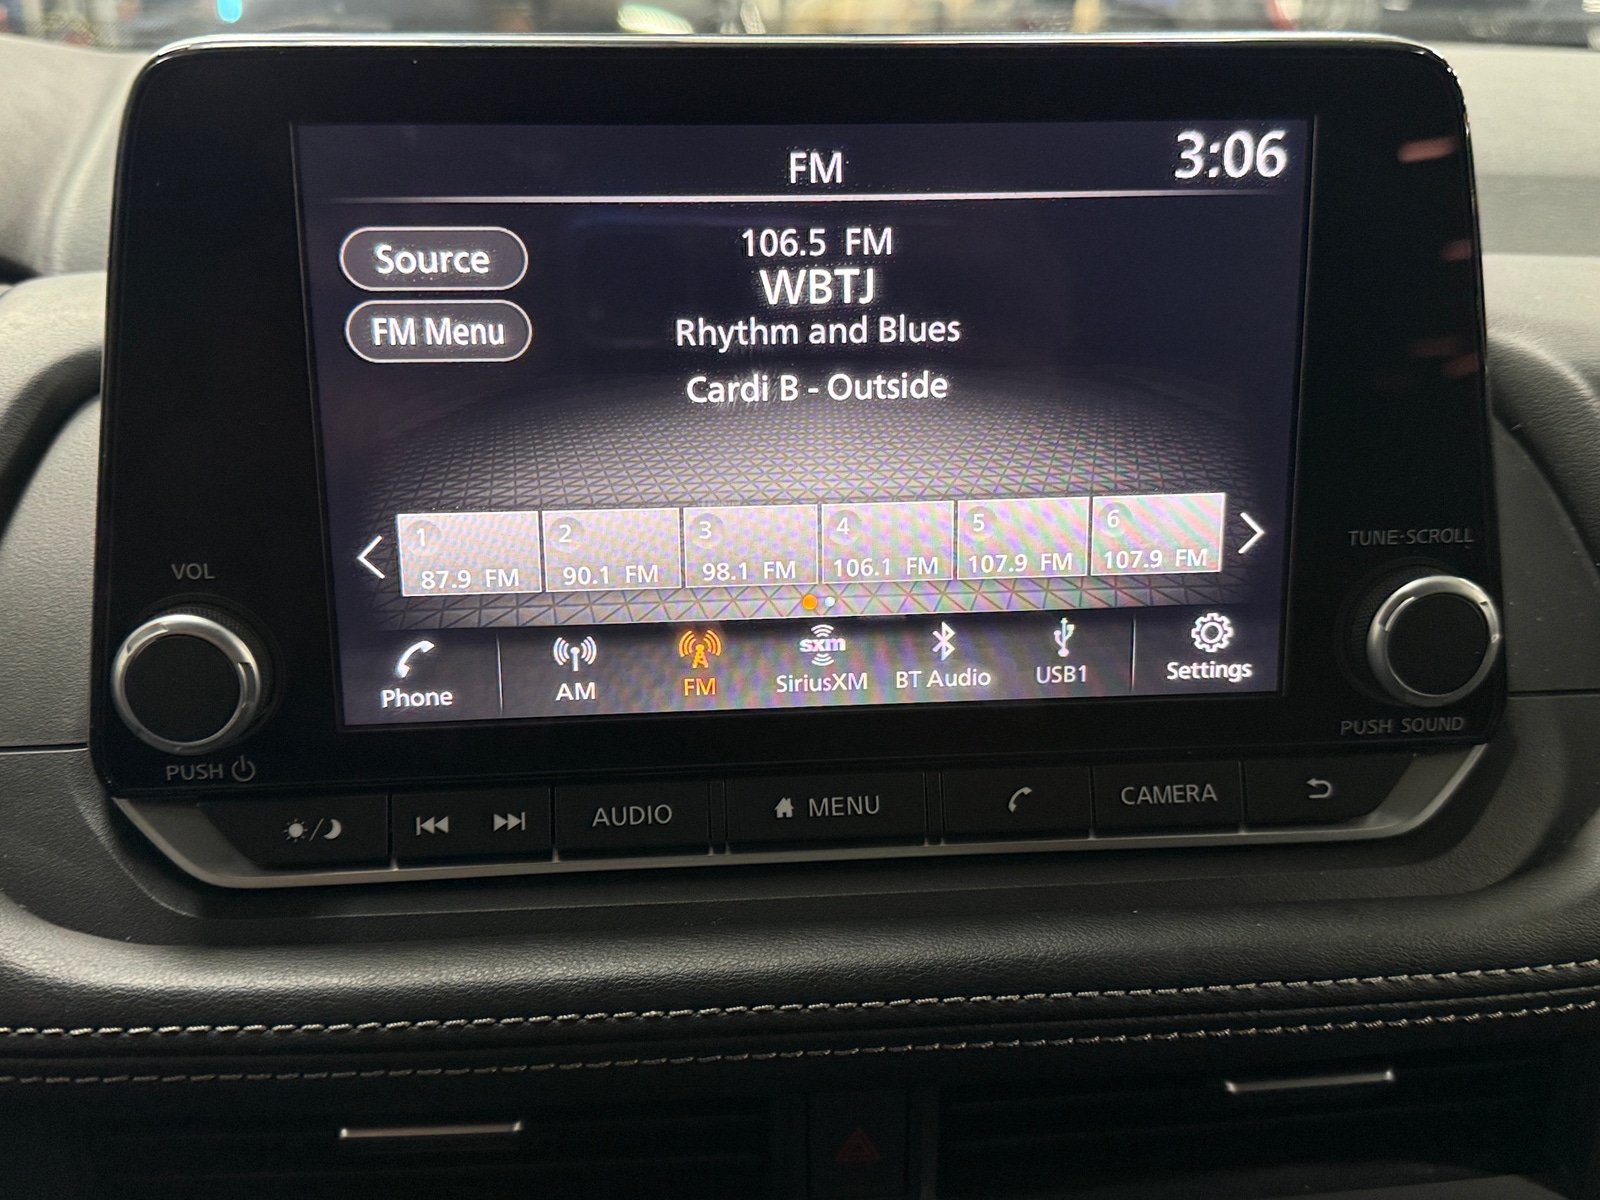 FM
3:06
Source
FM Menu
106.5 FM
WBTJ
Rhythm and Blues
Cardi B - Outside
1
87.9 FM
2
90.1 FM
3
98.1 FM
4
106.1 FM
5
107.9 FM
6
107.9 FM
Phone
AM
FM
sxm
SiriusXM
BT Audio
USB1
Settings
VOL
PUSH
TUNE·SCROLL
PUSH SOUND
AUDIO
MENU
CAMERA